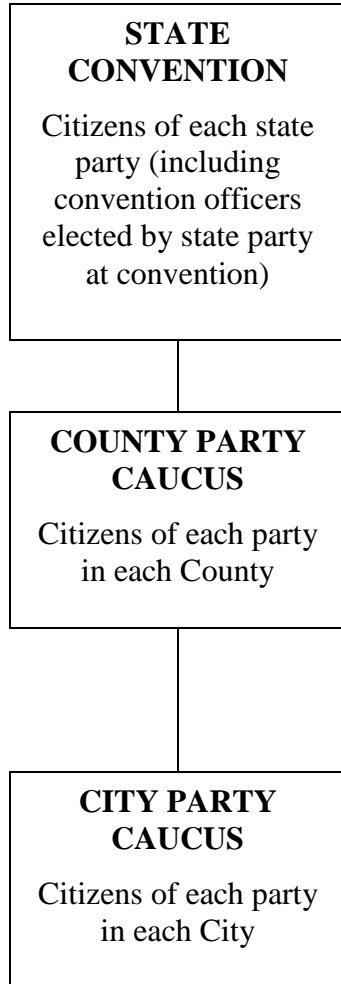 STATE
CONVENTION
Citizens of each state
party (including
convention officers
elected by state party
at convention)
COUNTY PARTY
CAUCUS
Citizens of each party
in each County
CITY PARTY
CAUCUS
Citizens of each party
in each City